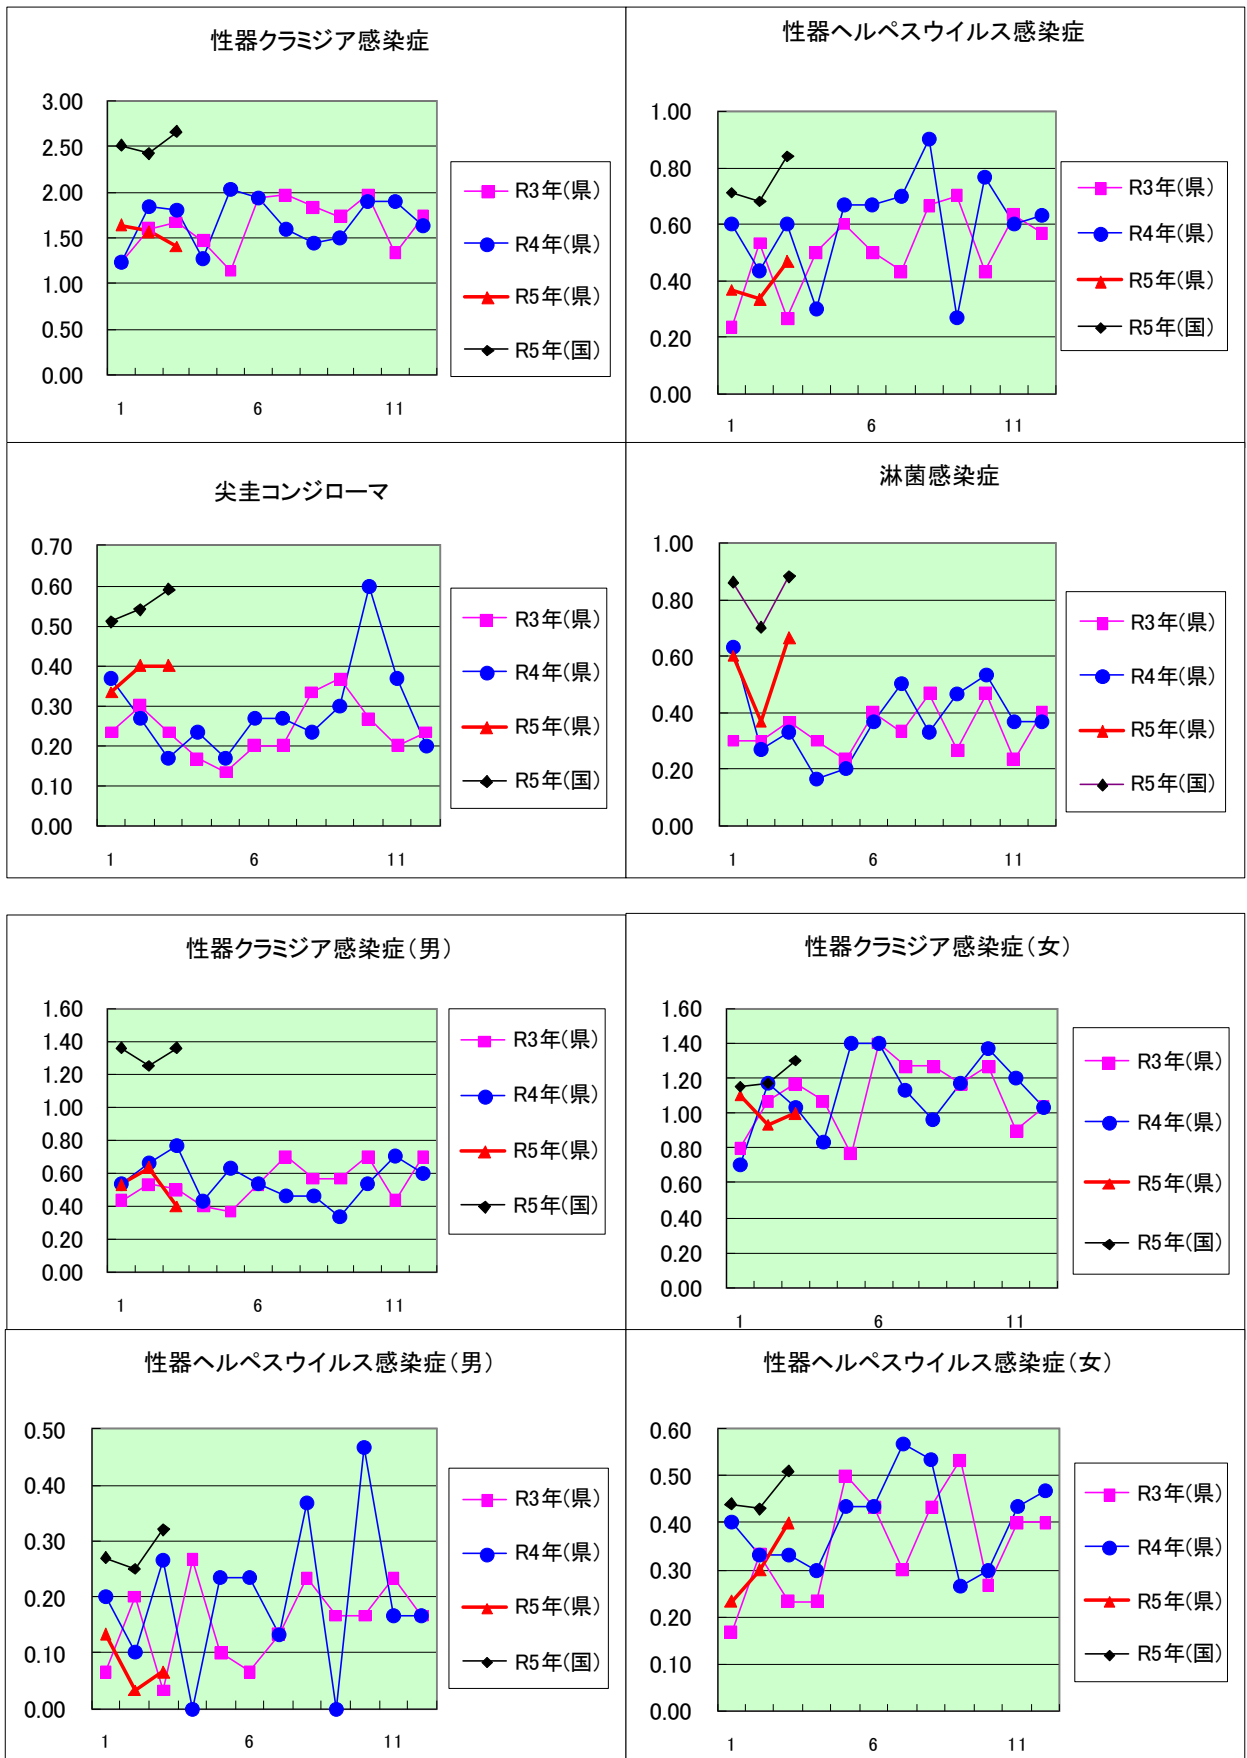 性器クラミジア感染症
3.00
2.50
2.00
1.50
1.00
0.50
0.00
1 6 11
R3年(県)
R4年(県)
R5年(県)
R5年(国)
性器ヘルペスウイルス感染症
1.00
0.80
0.60
0.40
0.20
0.00
1 6 11
R3年(県)
R4年(県)
R5年(県)
R5年(国)
尖圭コンジローマ
0.70
0.60
0.50
0.40
0.30
0.20
0.10
0.00
1 6 11
R3年(県)
R4年(県)
R5年(県)
R5年(国)
淋菌感染症
1.00
0.80
0.60
0.40
0.20
0.00
1 6 11
R3年(県)
R4年(県)
R5年(県)
R5年(国)
性器クラミジア感染症(男)
1.60
1.40
1.20
1.00
0.80
0.60
0.40
0.20
0.00
1 6 11
R3年(県)
R4年(県)
R5年(県)
R5年(国)
性器クラミジア感染症(女)
1.60
1.40
1.20
1.00
0.80
0.60
0.40
0.20
0.00
1 6 11
R3年(県)
R4年(県)
R5年(県)
R5年(国)
性器ヘルペスウイルス感染症(男)
0.50
0.40
0.30
0.20
0.10
0.00
1 6 11
R3年(県)
R4年(県)
R5年(県)
R5年(国)
性器ヘルペスウイルス感染症(女)
0.60
0.50
0.40
0.30
0.20
0.10
0.00
1 6 11
R3年(県)
R4年(県)
R5年(県)
R5年(国)